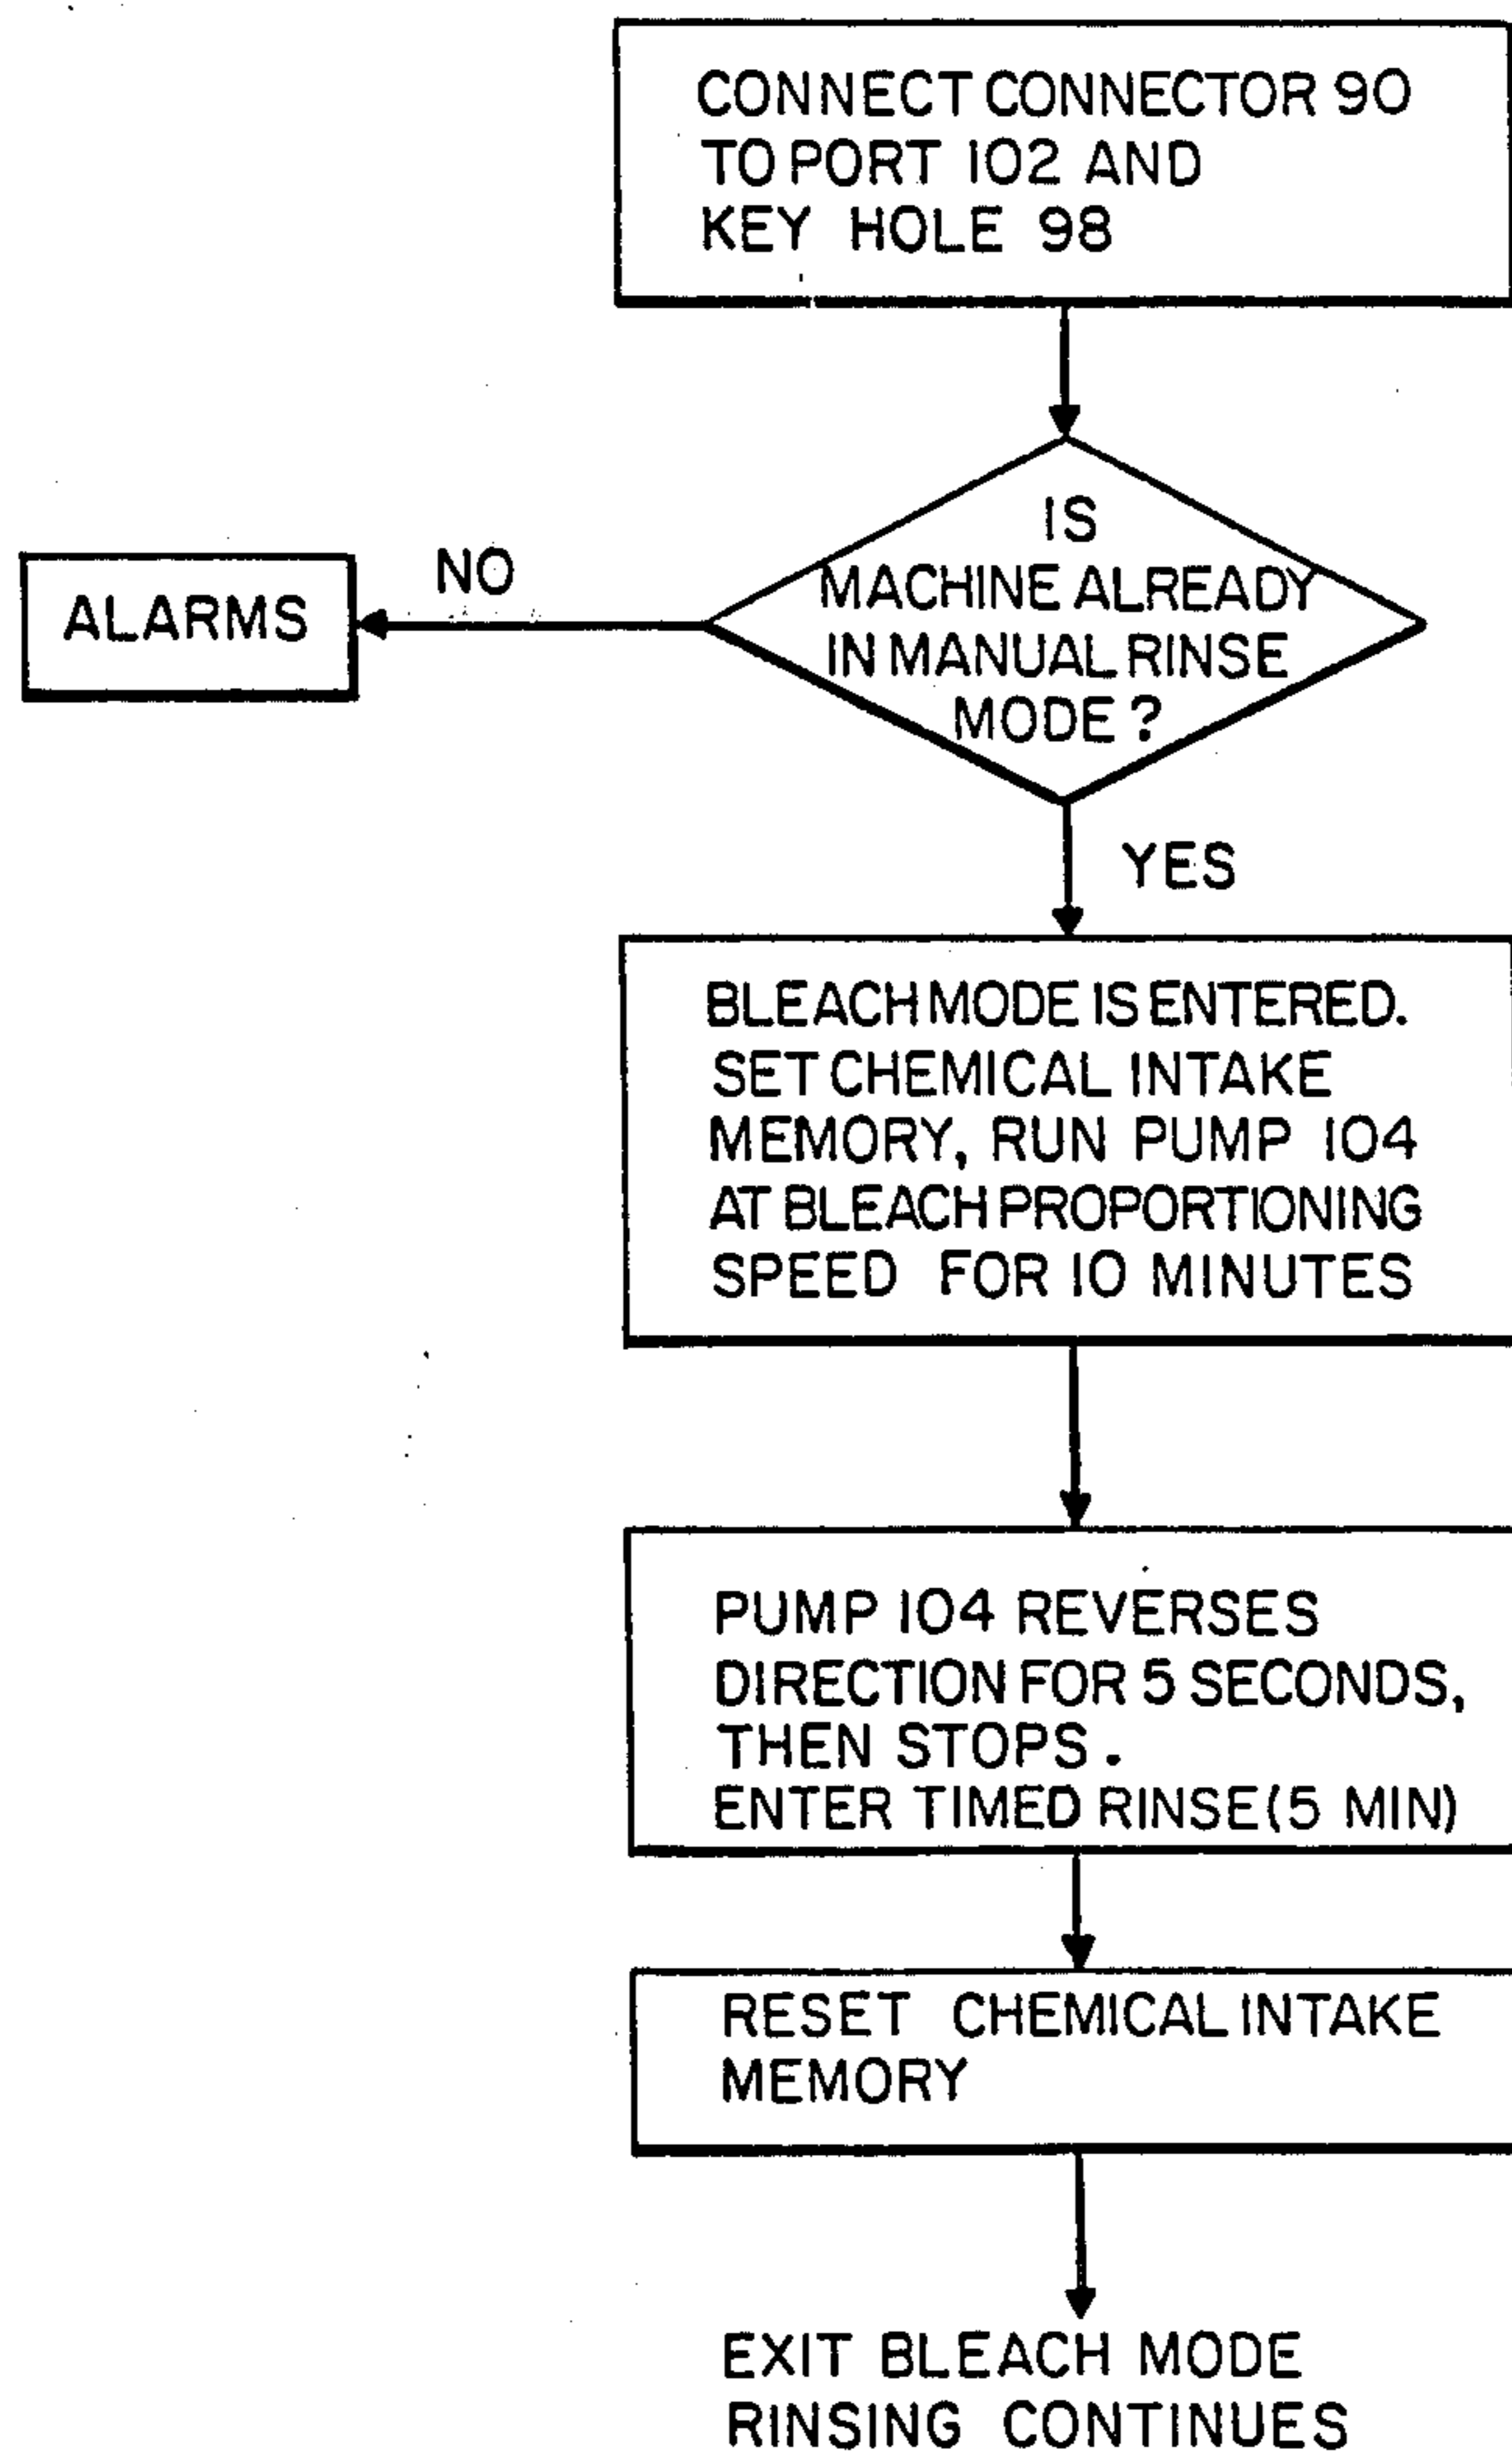 CONNECT CONNECTOR 90
TO PORT 102 AND
KEY HOLE 98
IS
MACHINE ALREADY
IN MANUAL RINSE
MODE?
NO
ALARMS
YES
BLEACH MODE IS ENTERED.
SET CHEMICAL INTAKE
MEMORY, RUN PUMP 104
AT BLEACH PROPORTIONING
SPEED FOR 10 MINUTES
PUMP 104 REVERSES
DIRECTION FOR 5 SECONDS,
THEN STOPS.
ENTER TIMED RINSE (5 MIN)
RESET CHEMICAL INTAKE
MEMORY
EXIT BLEACH MODE
RINSING CONTINUES